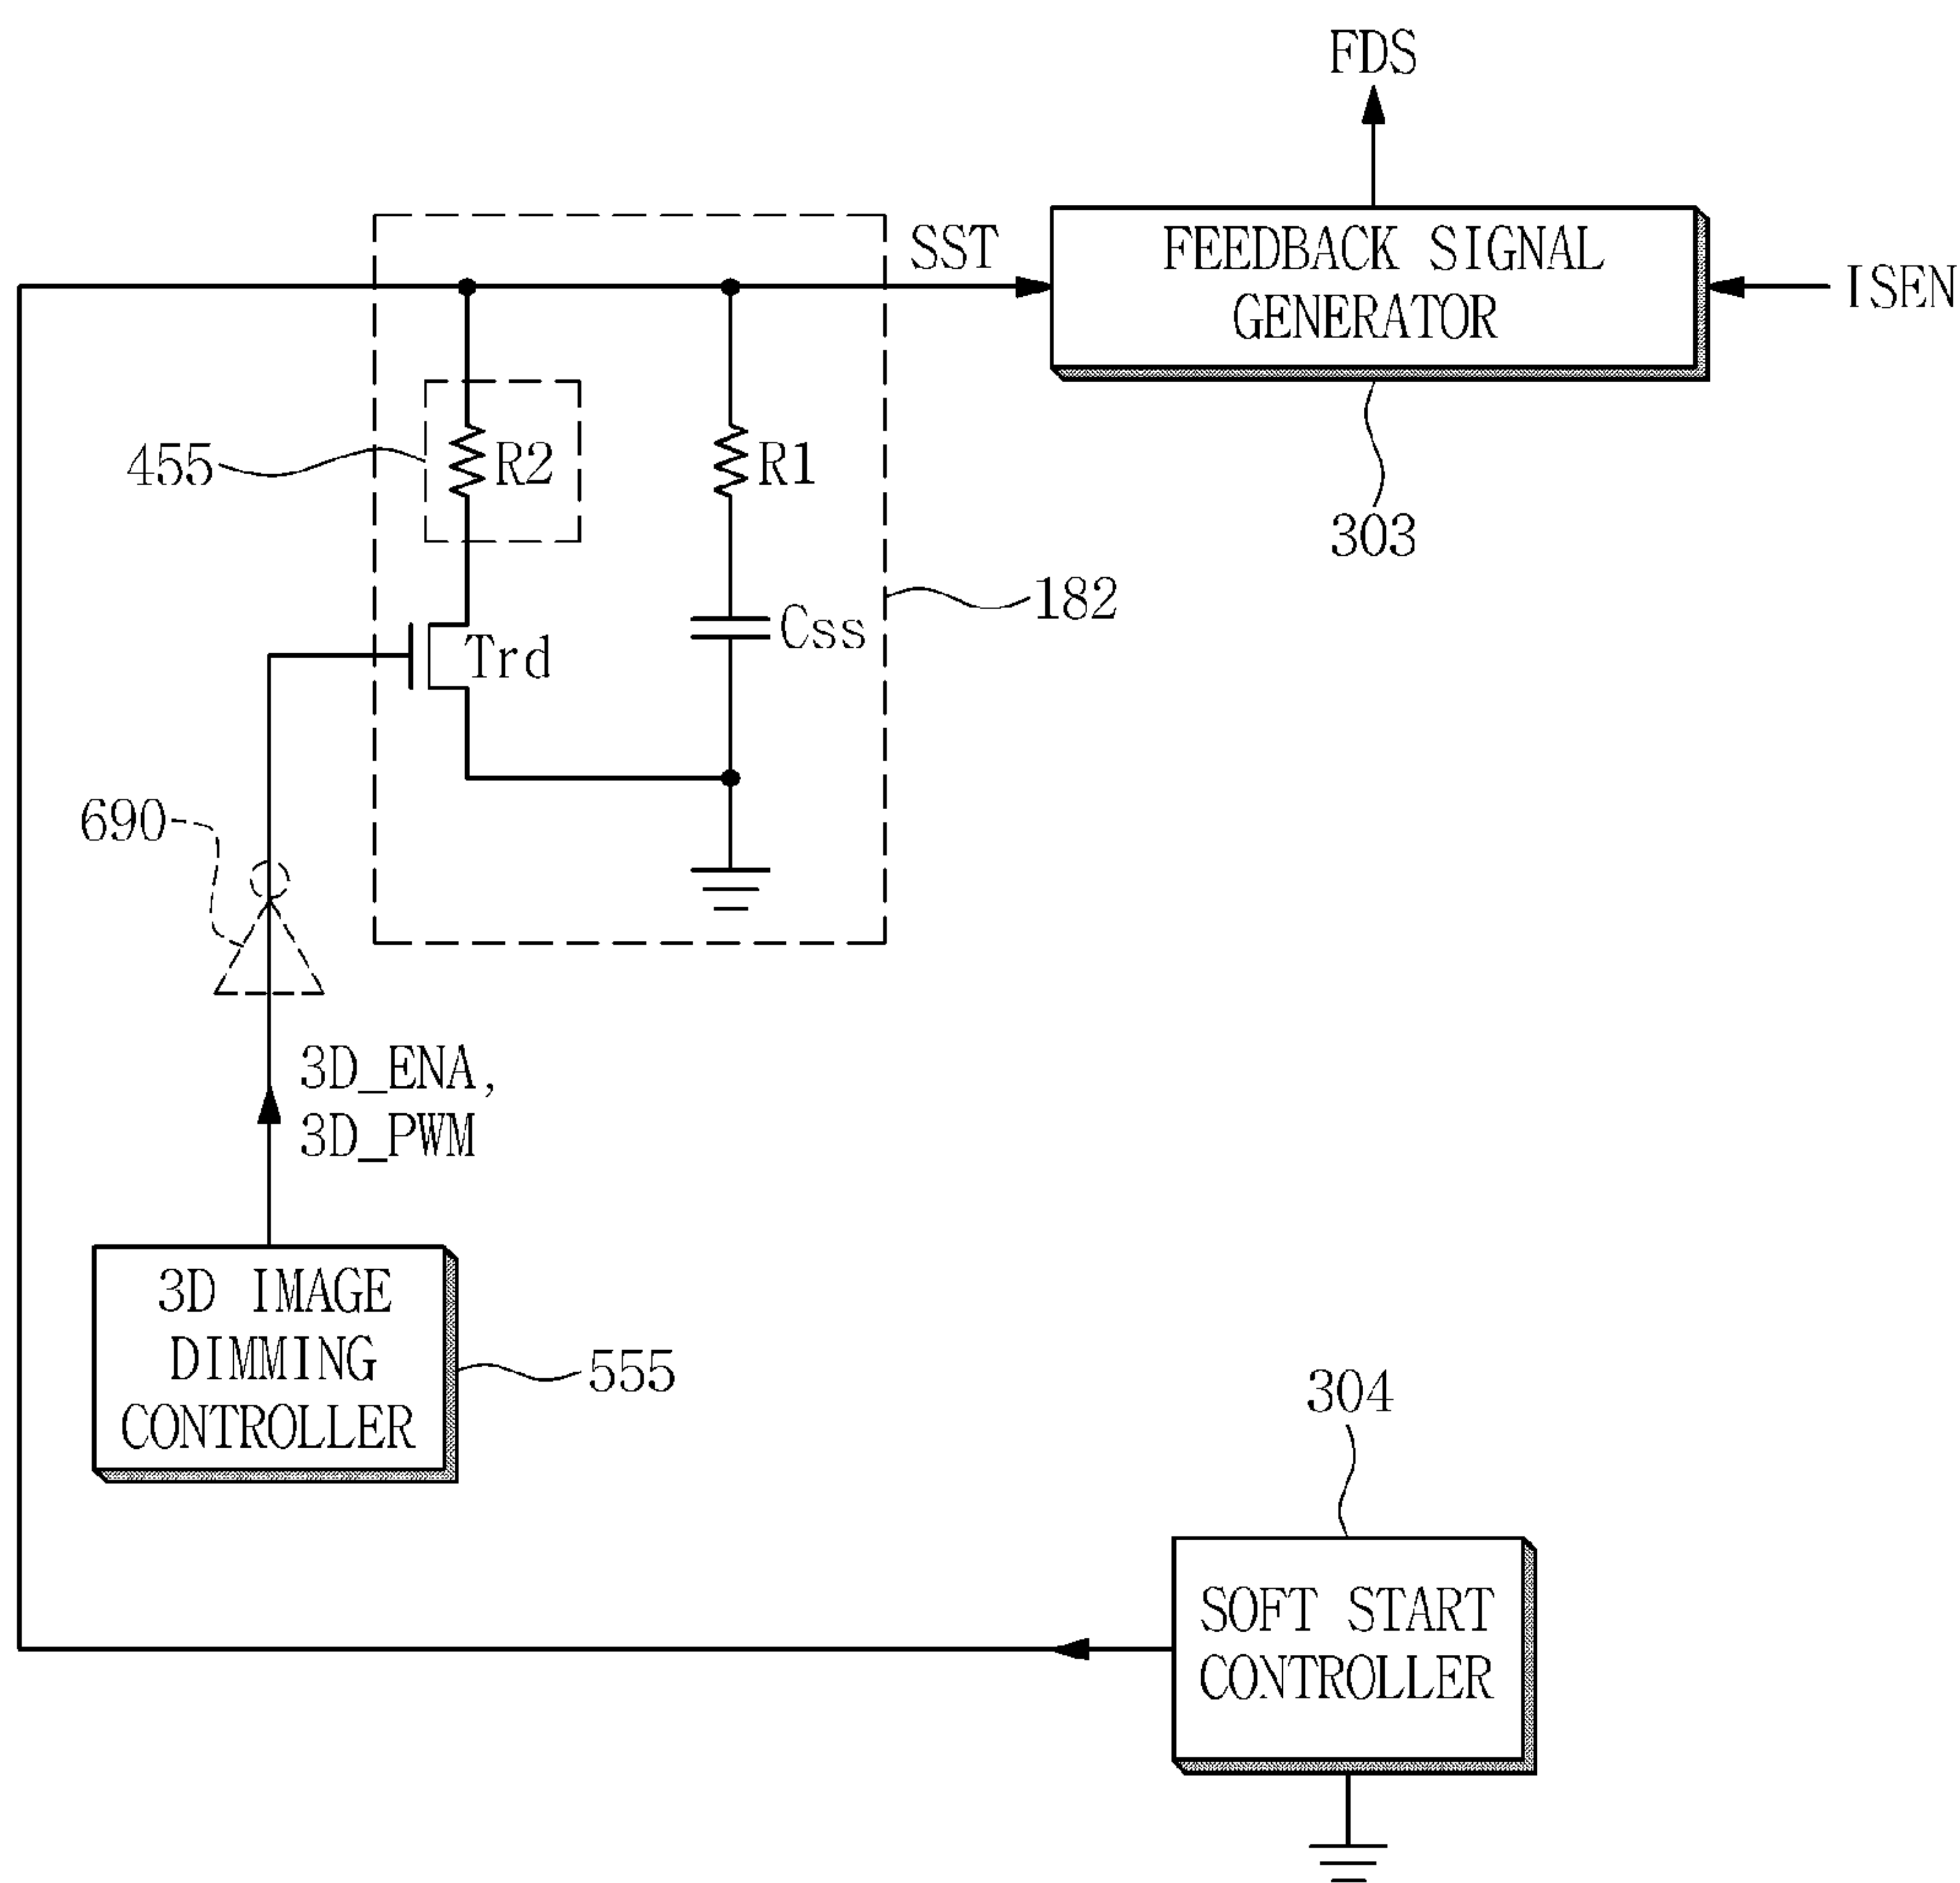 FDS
SST
FEEDBACK SIGNAL
GENERATOR
ISEN
455
R2
R1
303
182
Css
Trd
690
3D_ENA,
3D_PWM
3D IMAGE
DIMMING
CONTROLLER
555
304
SOFT START
CONTROLLER